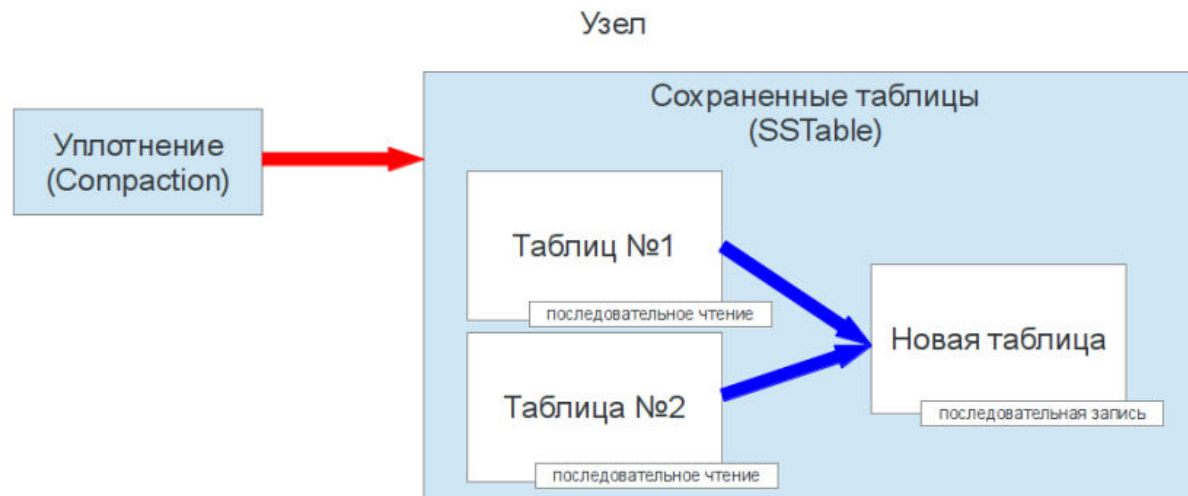 Узел
Уплотнение
(Compaction)
Сохраненные таблицы
(SSTable)
Таблиц №1
последовательное чтение
Таблица №2
последовательное чтение
Новая таблица
последовательная запись